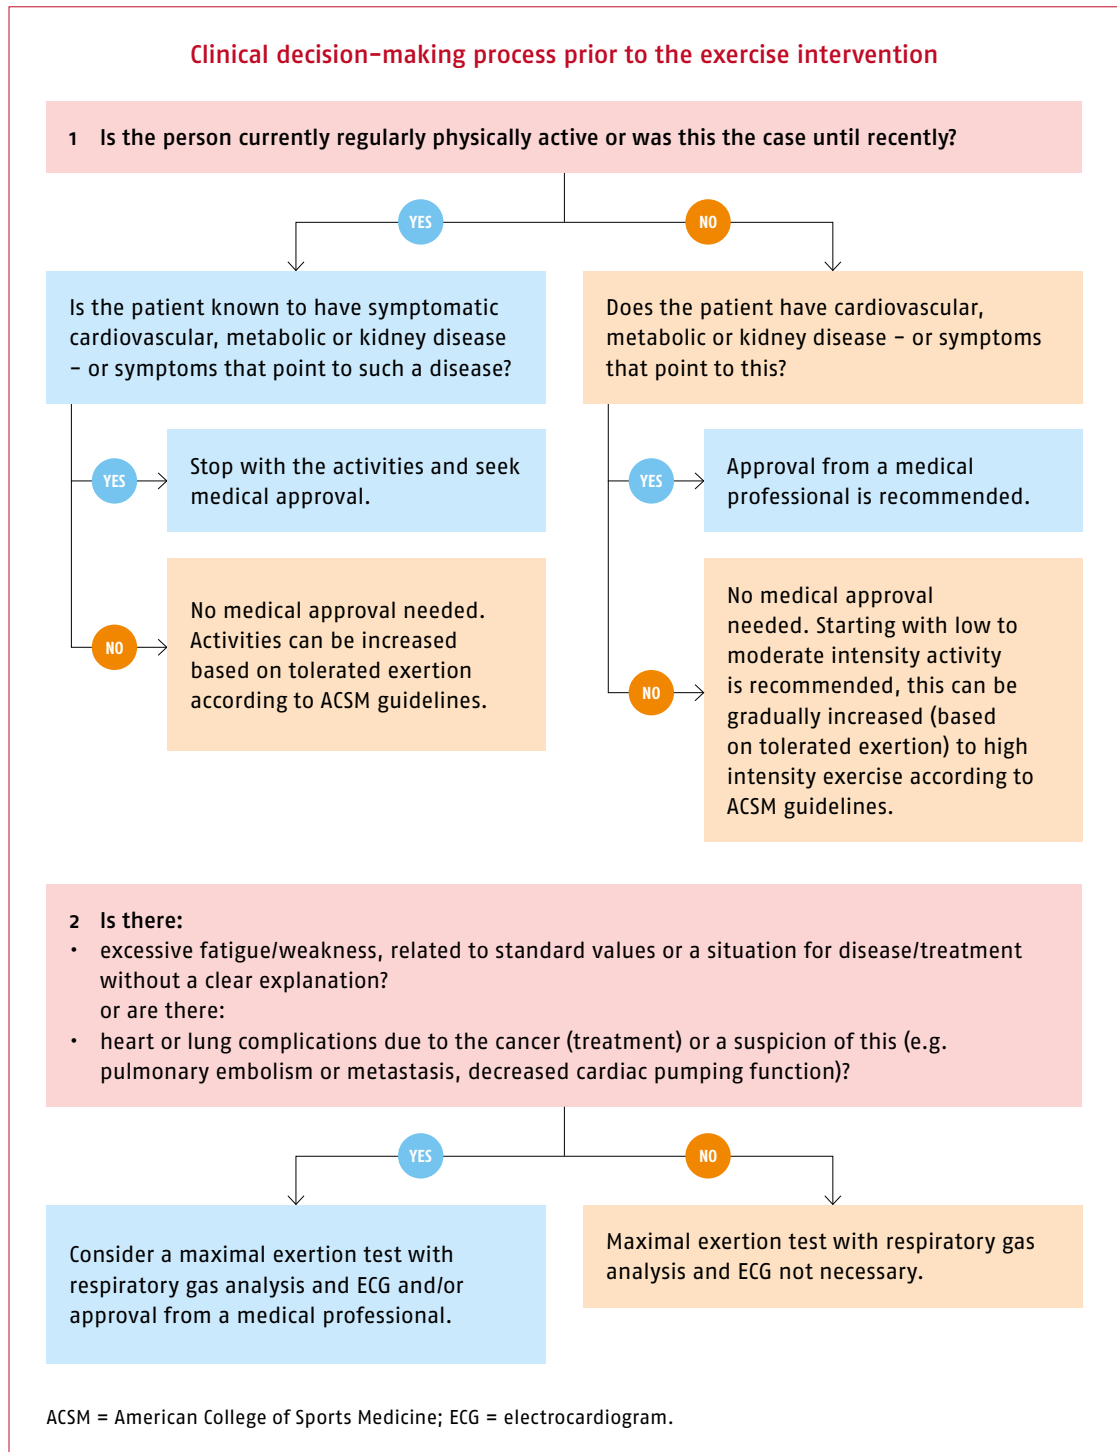 Clinical decision-making process prior to the exercise intervention
1 Is the person currently regularly physically active or was this the case until recently?
YES
NO
Is the patient known to have symptomatic
cardiovascular, metabolic or kidney disease
– or symptoms that point to such a disease?
Does the patient have cardiovascular,
metabolic or kidney disease – or symptoms
that point to this?
YES
Stop with the activities and seek
medical approval.
YES
Approval from a medical
professional is recommended.
NO
No medical approval needed.
Activities can be increased
based on tolerated exertion
according to ACSM guidelines.
NO
No medical approval
needed. Starting with low to
moderate intensity activity
is recommended, this can be
gradually increased (based
on tolerated exertion) to high
intensity exercise according to
ACSM guidelines.
2 Is there:
• excessive fatigue/weakness, related to standard values or a situation for disease/treatment
without a clear explanation?
or are there:
• heart or lung complications due to the cancer (treatment) or a suspicion of this (e.g.
pulmonary embolism or metastasis, decreased cardiac pumping function)?
YES
NO
Consider a maximal exertion test with
respiratory gas analysis and ECG and/or
approval from a medical professional.
Maximal exertion test with respiratory gas
analysis and ECG not necessary.
ACSM = American College of Sports Medicine; ECG = electrocardiogram.